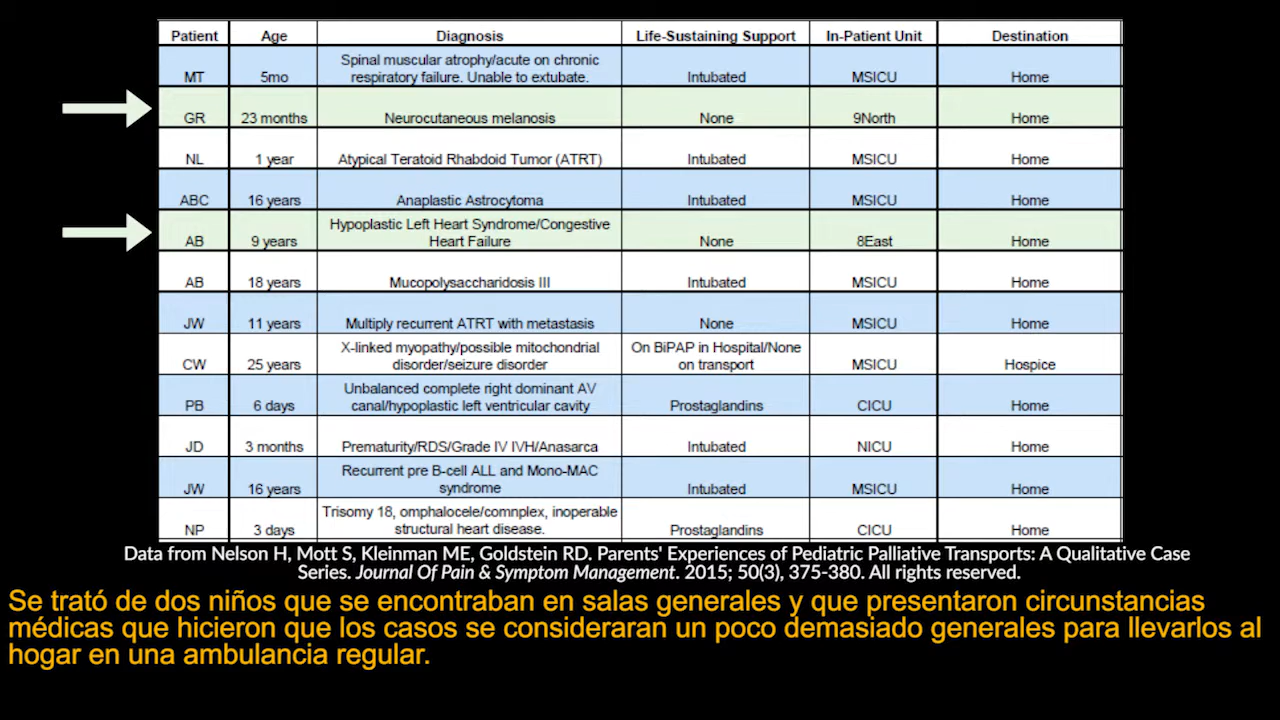 Patient Age Diagnosis Life-Sustaining Support In-Patient Unit Destination
Spinal muscular atrophy/acute on chronic
MT 5mo respiratory failure. Unable to extubate. Intubated MSICU Home
GR 23 months Neurocutaneous melanosis None 9North Home
NL 1 year Atypical Teratoid Rhabdoid Tumor (ATRT) Intubated MSICU Home
ABC 16 years Anaplastic Astrocytoma Intubated MSICU Home
Hypoplastic Left Heart Syndrome/Congestive
AB 9 years Heart Failure None 8East Home
AB 18 years Mucopolysaccharidosis III Intubated MSICU Home
JW 11 years Multiply recurrent ATRT with metastasis None MSICU Home
X-linked myopathy/possible mitochondrial On BiPAP in Hospital/None
CW 25 years disorder/seizure disorder on transport MSICU Hospice
Unbalanced complete right dominant AV
PB 6 days canal/hypoplastic left ventricular cavity Prostaglandins CICU Home
JD 3 months Prematurity/RDS/Grade IV IVH/Anasarca Intubated NICU Home
Recurrent pre B-cell ALL and Mono-MAC
JW 16 years syndrome Intubated MSICU Home
Trisomy 18, omphalocele/comnplex, inoperable
NP 3 days structural heart disease. Prostaglandins CICU Home
Data from Nelson H, Mott S, Kleinman ME, Goldstein RD. Parents' Experiences of Pediatric Palliative Transports: A Qualitative Case
Series. Journal Of Pain & Symptom Management. 2015; 50(3), 375-380. All rights reserved.
Se trató de dos niños que se encontraban en salas generales y que presentaron circunstancias
médicas que hicieron que los casos se consideraran un poco demasiado generales para llevarlos al
hogar en una ambulancia regular.